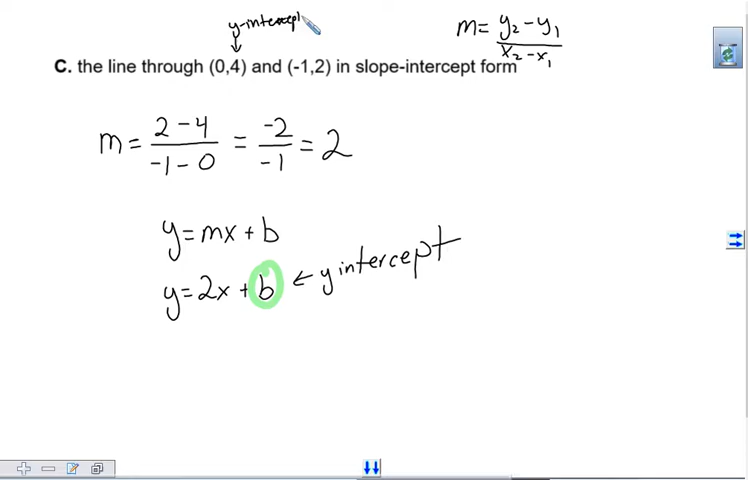 y-intercept
m = y₂ - y₁ / x₂ - x₁
C. the line through (0,4) and (-1,2) in slope-intercept form
m = 2 - 4 / -1 - 0 = -2 / -1 = 2
y = mx + b
y = 2x + b ← y intercept